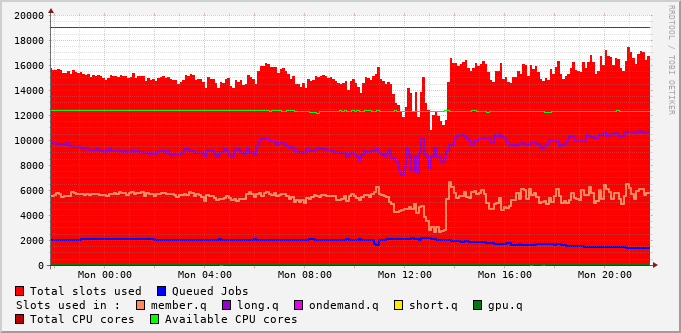 20000
18000
16000
14000
12000
10000
8000
6000
4000
2000
0
Mon 00:00 Mon 04:00 Mon 08:00 Mon 12:00 Mon 16:00 Mon 20:00
RRDTOOL / TOBI OETIKER
Total slots used Queued Jobs
Slots used in : member.q long.q ondemand.q short.q gpu.q
Total CPU cores Available CPU cores